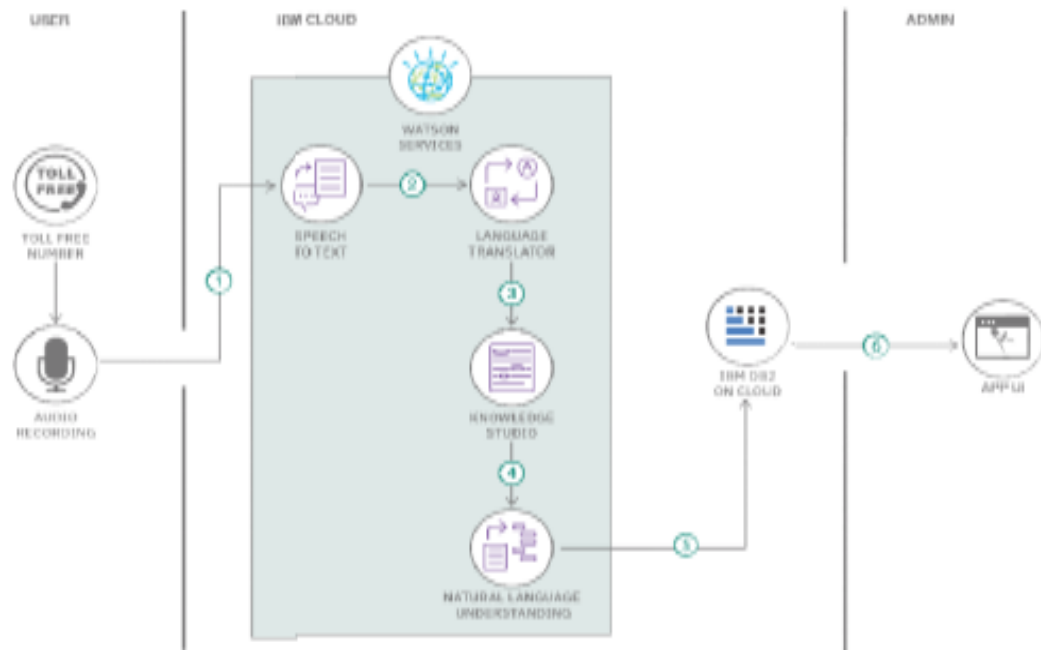 USER
IBM CLOUD
ADMIN
WATSON
SERVICES
TOLL
FREE
TOLL FREE
NUMBER
1
SPEECH
TO TEXT
2
A
LANGUAGE
TRANSLATOR
3
AUDIO
RECORDING
KNOWLEDGE
STUDIO
4
NATURAL LANGUAGE
UNDERSTANDING
5
IBM DB2
ON CLOUD
6
APP UI